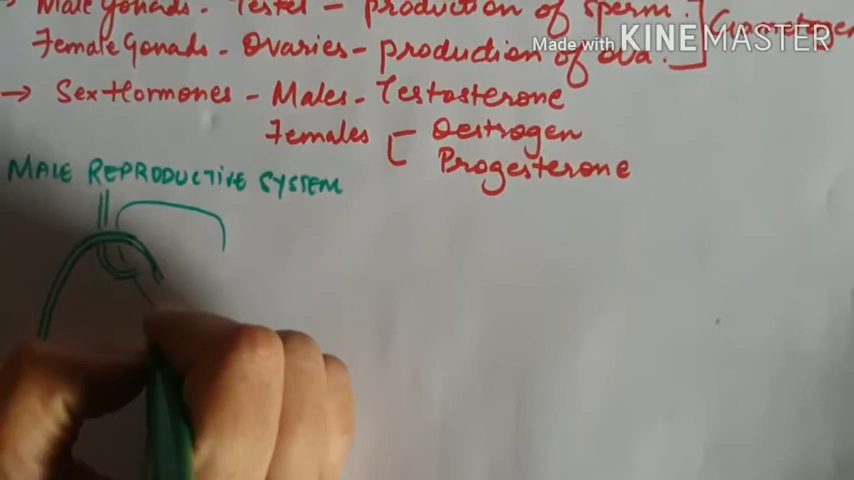 Male gonads - Testes - production of sperm.
Female Gonads - Ovaries - production of ova.
Made with KINEMASTER
→ Sex Hormones - Males - Testosterone
Females [ Oestrogen
Progesterone
MALE REPRODUCTIVE SYSTEM